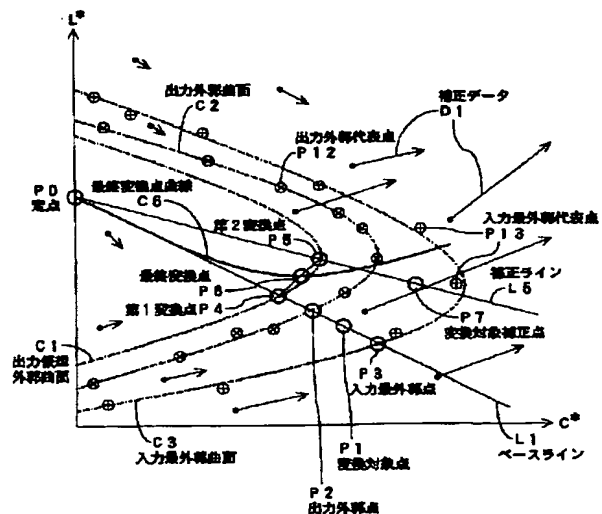 L*
出力外郭曲面
C2
補正データ
D1
出力外郭代表点
P12
P0
定点
最終変換点曲線
C6
第2変換点
P5
入力最外郭代表点
P13
最終変換点
P6
補正ライン
L5
第1変換点P4
P7
変換対象補正点
C1
出力仮想
外郭曲面
P3
入力最外郭点
C3
入力最外郭曲面
P1
変換対象点
C*
L1
ベースライン
P2
出力外郭点